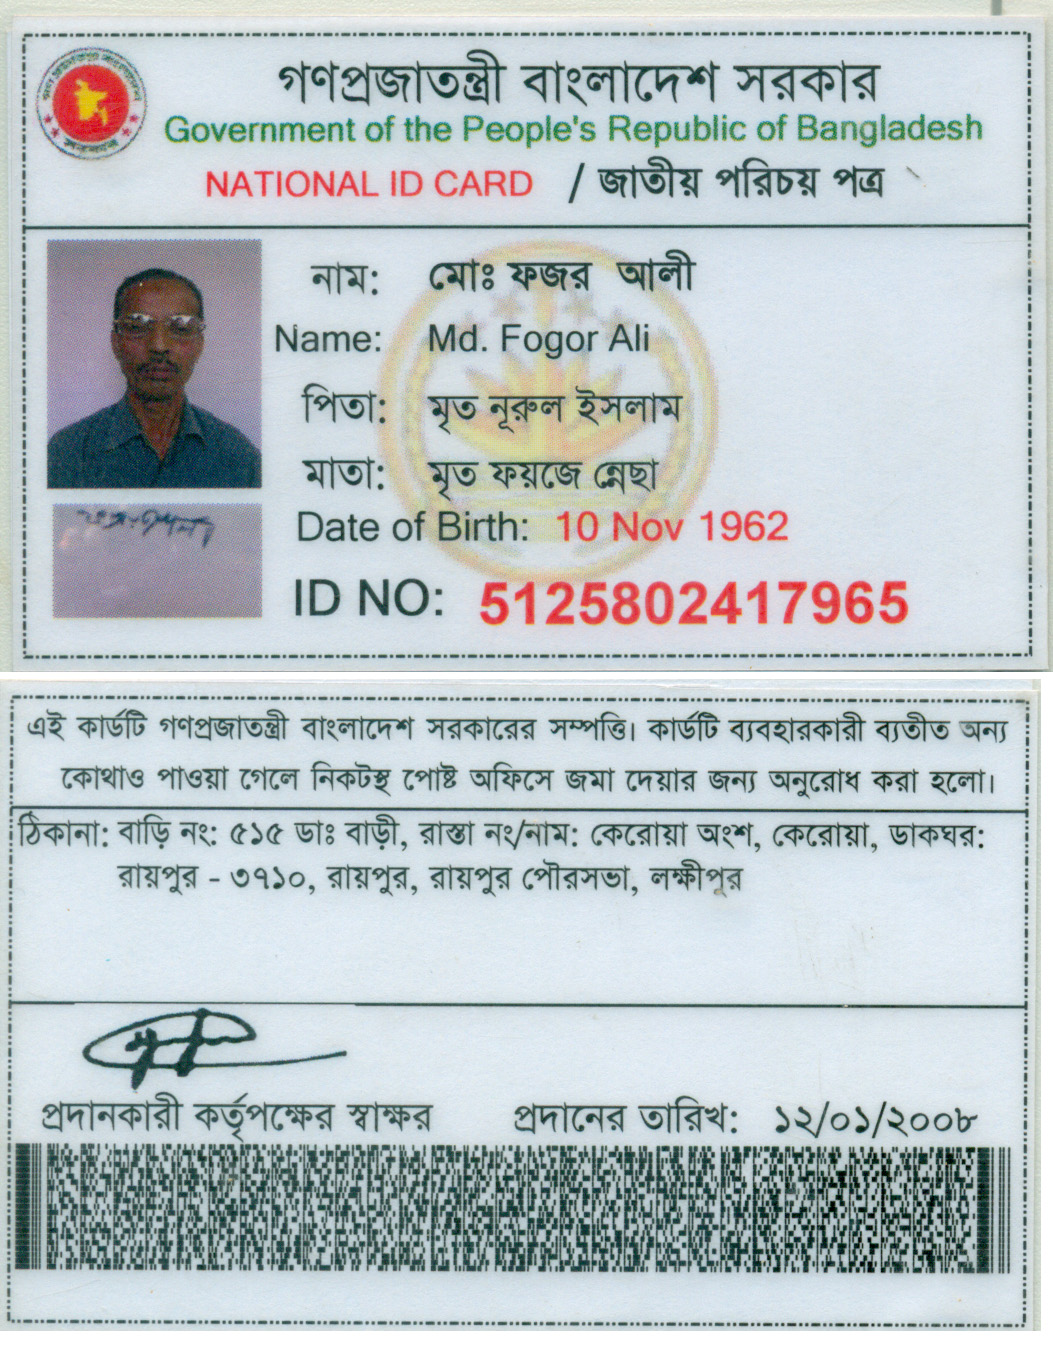 গণপ্রজাতন্ত্রী বাংলাদেশ সরকার
Government of the People's Republic of Bangladesh
NATIONAL ID CARD / জাতীয় পরিচয় পত্র
নাম: মোঃ ফজর আলী
Name: Md. Fogor Ali
পিতা: মৃত নূরুল ইসলাম
মাতা: মৃত ফয়জে ন্নেছা
Date of Birth: 10 Nov 1962
ID NO: 5125802417965
এই কার্ডটি গণপ্রজাতন্ত্রী বাংলাদেশ সরকারের সম্পত্তি। কার্ডটি ব্যবহারকারী ব্যতীত অন্য
কোথাও পাওয়া গেলে নিকটস্থ পোষ্ট অফিসে জমা দেয়ার জন্য অনুরোধ করা হলো।
ঠিকানা: বাড়ি নং: ৫১৫ ডাঃ বাড়ী, রাস্তা নং/নাম: কেরোয়া অংশ, কেরোয়া, ডাকঘর:
রায়পুর - ৩৭১০, রায়পুর, রায়পুর পৌরসভা, লক্ষীপুর
প্রদানকারী কর্তৃপক্ষের স্বাক্ষর প্রদানের তারিখ: ১২/০১/২০০৮